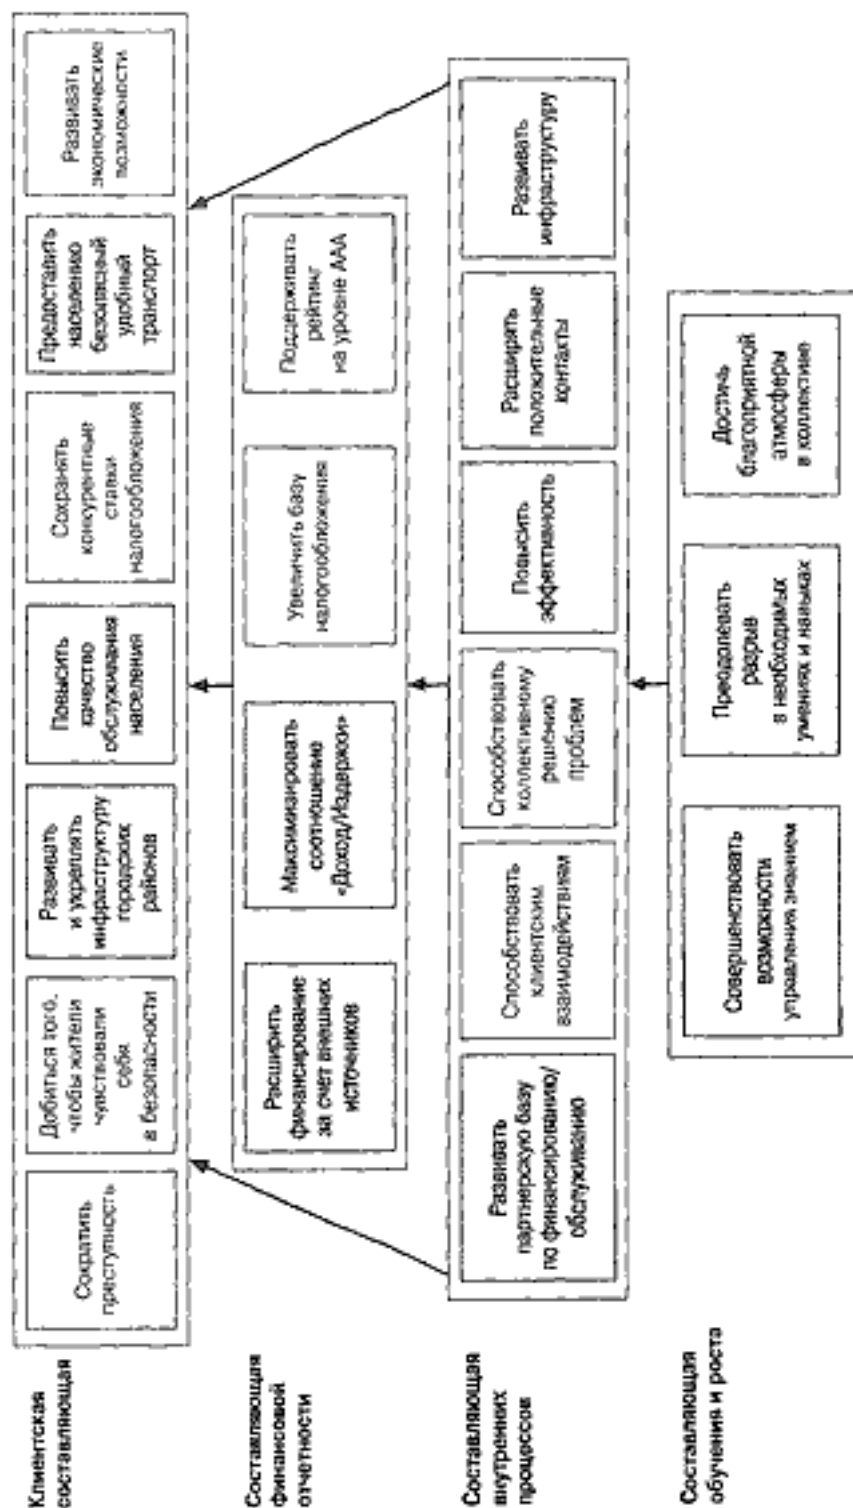 Клиентская
составляющая
Сократить
преступность
Добиться того,
чтобы жители
чувствовали
себя
в безопасности
Развивать
и укреплять
инфраструктуру
городских
районов
Повысить
качество
обслуживания
населения
Сохранять
конкурентные
ставки
налогообложения
Предоставить
населению
безопасный
удобный
транспорт
Развивать
экономические
возможности
Составляющая
финансовой
отчетности
Расширить
финансирование
за счет внешних
источников
Максимизировать
соотношение
«Доход/Издержки»
Увеличить базу
налогообложения
Поддерживать
рейтинг
на уровне ААА
Составляющая
внутренних
процессов
Развивать
партнерскую базу
по финансированию/
обслуживанию
Способствовать
клиентским
взаимодействиям
Способствовать
коллективному/
решению
проблем
Повысить
эффективность
Расширять
положительные
контакты
Развивать
инфраструктуру
Составляющая
обучения и роста
Совершенствовать
возможности
управления знанием
Преодолевать
разрыв
в необходимых
умениях и навыках
Достичь
благоприятной
атмосферы
в коллективе